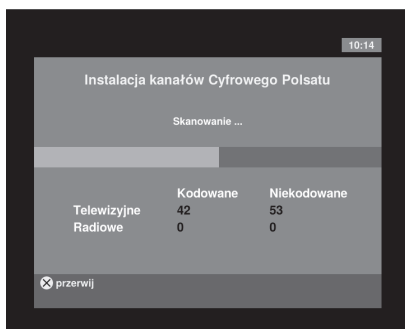 10:14
Instalacja kanałów Cyfrowego Polsatu
Skanowanie ...
Kodowane Niekodowane
Telewizyjne 42 53
Radiowe 0 0
przerwij